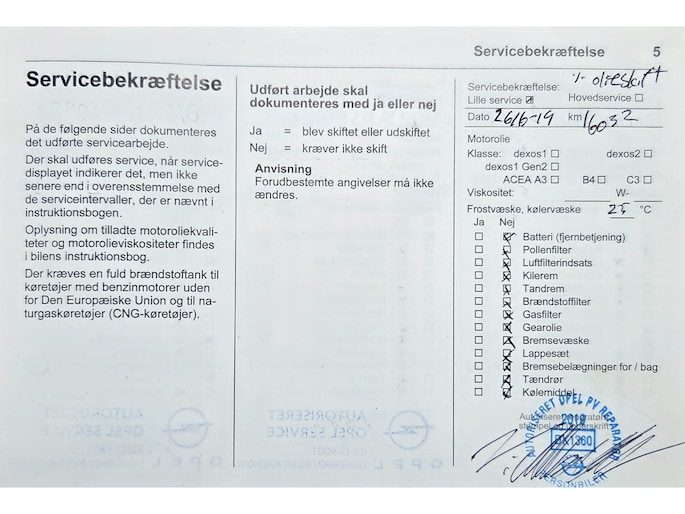 Servicebekræftelse 5
Servicebekræftelse
På de følgende sider dokumenteres
det udførte servicearbejde.
Der skal udføres service, når service-
displayet indikerer det, men ikke
senere end i overensstemmelse med
de serviceintervaller, der er nævnt i
instruktionsbogen.
Oplysning om tilladte motoroliekvali-
teter og motorolieviskositeter findes
i bilens instruktionsbog.
Der kræves en fuld brændstoftank til
køretøjer med benzinmotorer uden
for Den Europæiske Union og til na-
turgaskøretøjer (CNG-køretøjer).
Udført arbejde skal
dokumenteres med ja eller nej
Ja = blev skiftet eller udskiftet
Nej = kræver ikke skift
Anvisning
Forudbestemte angivelser må ikke
ændres.
÷ olieskift
Servicebekræftelse:
Lille service ☒ Hovedservice ☐
Dato 26/6-19 km 16032
Motorolie
Klasse: dexos1 ☐ dexos2 ☐
dexos1 Gen2 ☐
ACEA A3 ☐ B4 ☐ C3 ☐
Viskositet: W-
Frostvæske, kølervæske 25 °C
Ja Nej
☐ ☒ Batteri (fjernbetjening)
☐ ☒ Pollenfilter
☐ ☒ Luftfilterindsats
☐ ☒ Kilerem
☐ ☒ Tandrem
☐ ☒ Brændstoffilter
☐ ☒ Gasfilter
☐ ☒ Gearolie
☐ ☒ Bremsevæske
☐ ☒ Lappesæt
☐ ☒ Bremsebelægninger for / bag
☐ ☒ Tændrør
☐ ☒ Kølemiddel
AUTORISERET OPEL PV REPARATØR
2019
DK1360
PERSONBILER